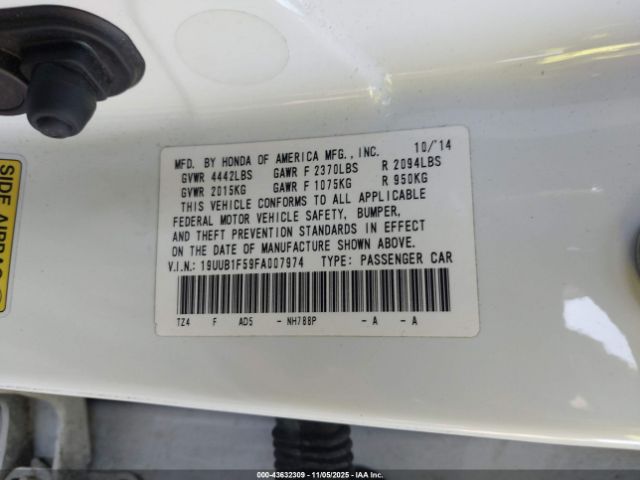 MFD. BY HONDA OF AMERICA MFG., INC. 10/'14
GVWR 4442LBS GAWR F 2370LBS R 2094LBS
GVWR 2015KG GAWR F 1075KG R 950KG
THIS VEHICLE CONFORMS TO ALL APPLICABLE
FEDERAL MOTOR VEHICLE SAFETY, BUMPER,
AND THEFT PREVENTION STANDARDS IN EFFECT
ON THE DATE OF MANUFACTURE SHOWN ABOVE.
V.I.N.: 19UUB1F59FA007974 TYPE: PASSENGER CAR
TZ4 F AD5 - NH788P - A - A
SIDE AIRBAG
© 43632309 - 11/05/2025 - IAA Inc.